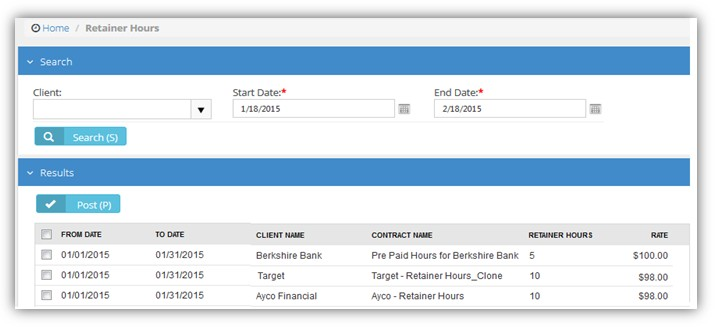 Home / Retainer Hours
Search
Client: Start Date:* End Date:*
1/18/2015 2/18/2015
Search (S)
Results
Post (P)
FROM DATE TO DATE CLIENT NAME CONTRACT NAME RETAINER HOURS RATE
01/01/2015 01/31/2015 Berkshire Bank Pre Paid Hours for Berkshire Bank 5 $100.00
01/01/2015 01/31/2015 Target Target - Retainer Hours_Clone 10 $98.00
01/01/2015 01/31/2015 Ayco Financial Ayco - Retainer Hours 10 $98.00